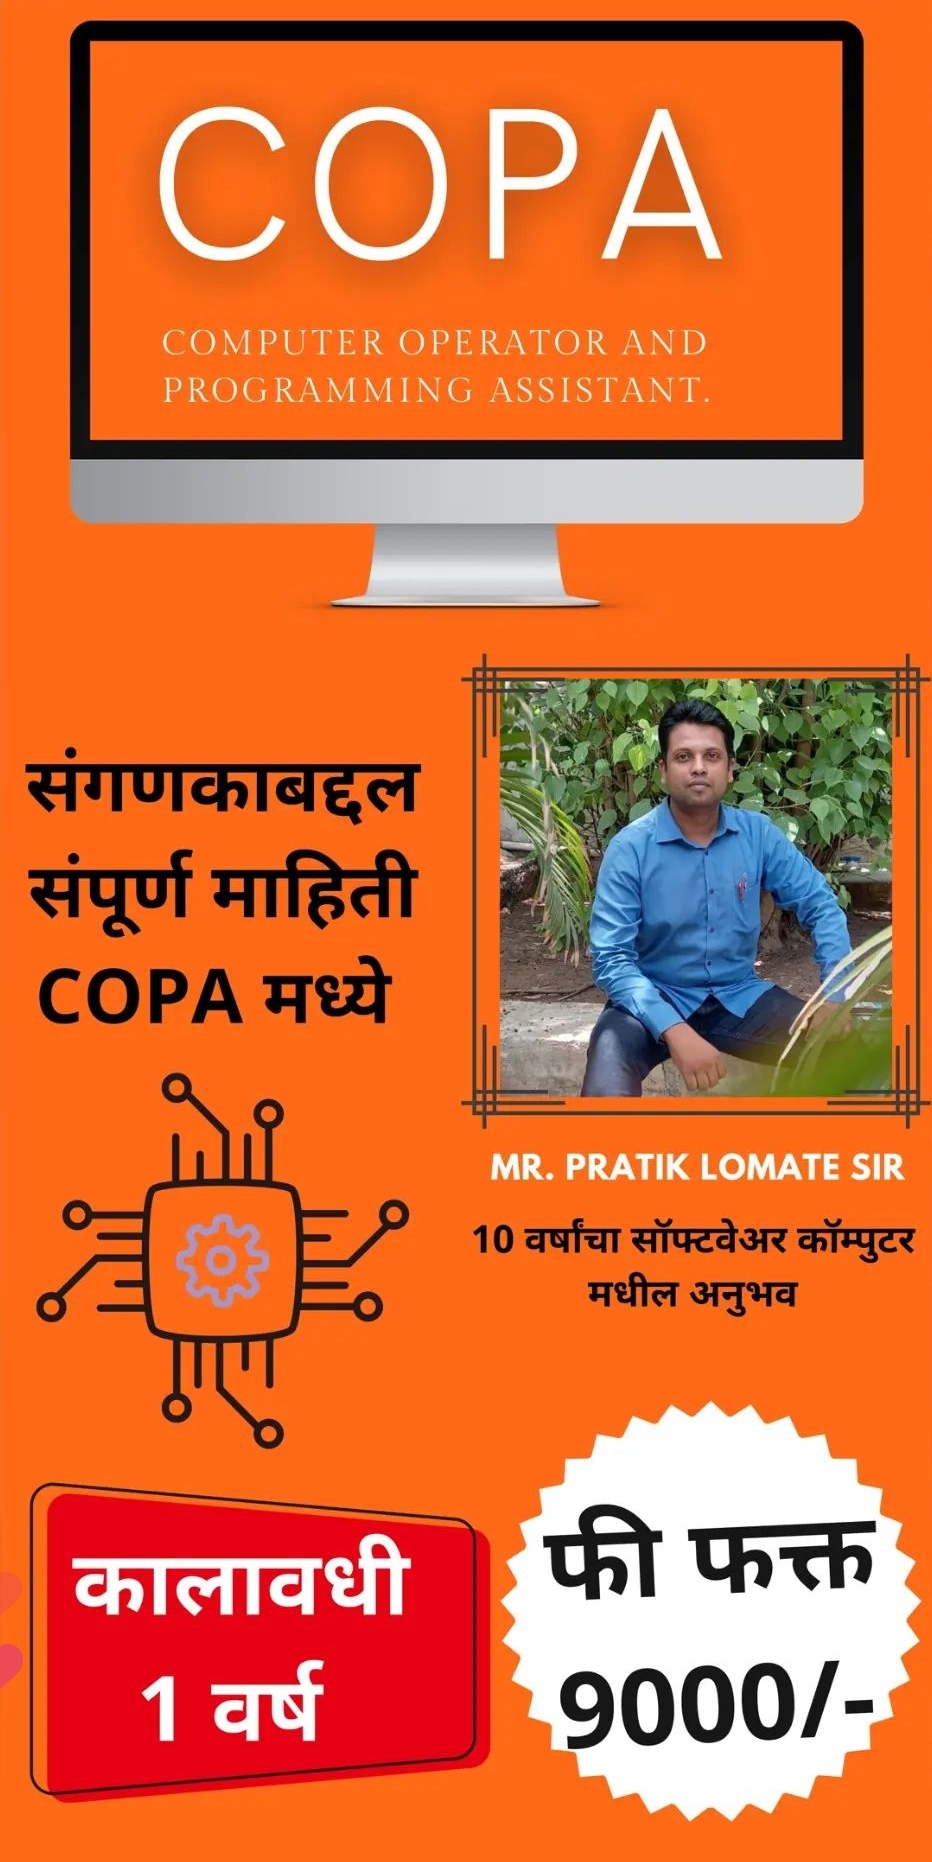 COPA
COMPUTER OPERATOR AND
PROGRAMMING ASSISTANT.
संगणकाबद्दल
संपूर्ण माहिती
COPA मध्ये
MR. PRATIK LOMATE SIR
10 वर्षांचा सॉफ्टवेअर कॉम्पुटर
मधील अनुभव
कालावधी
1 वर्ष
फी फक्त
9000/-